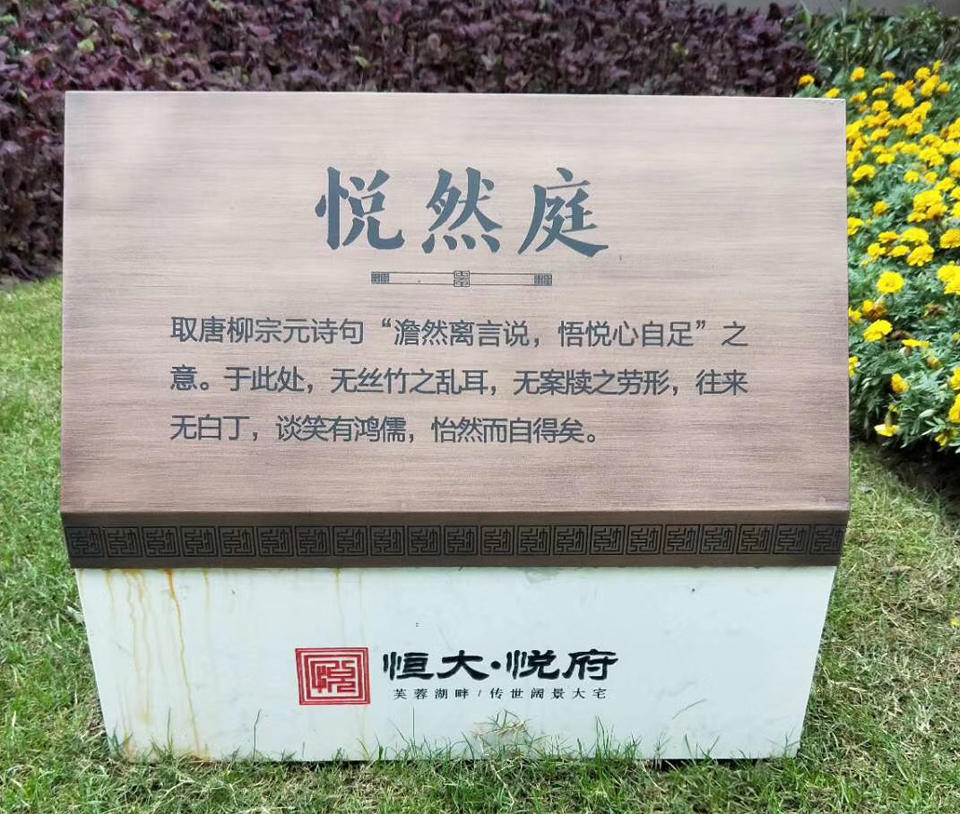 悦然庭
取唐柳宗元诗句“澹然离言说，悟悦心自足”之
意。于此处，无丝竹之乱耳，无案牍之劳形，往来
无白丁，谈笑有鸿儒，怡然而自得矣。
恒大·悦府
芙蓉湖畔/传世阔景大宅